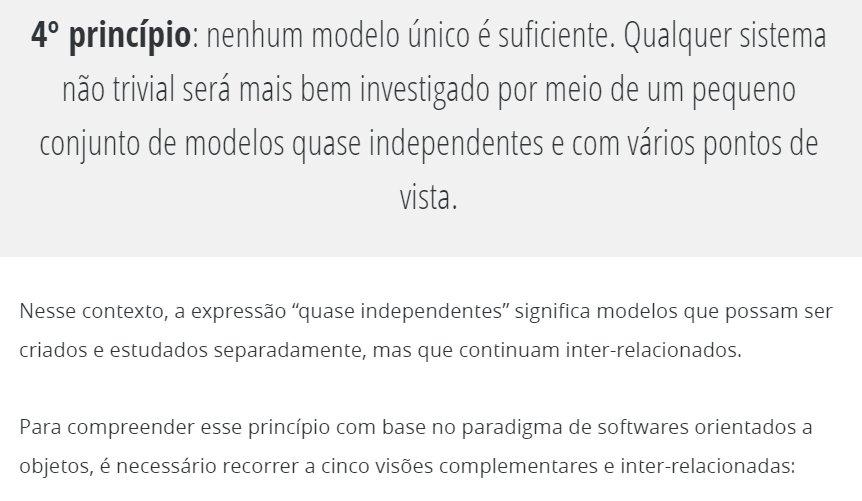 4º princípio: nenhum modelo único é suficiente. Qualquer sistema
não trivial será mais bem investigado por meio de um pequeno
conjunto de modelos quase independentes e com vários pontos de
vista.
Nesse contexto, a expressão “quase independentes” significa modelos que possam ser
criados e estudados separadamente, mas que continuam inter-relacionados.
Para compreender esse princípio com base no paradigma de softwares orientados a
objetos, é necessário recorrer a cinco visões complementares e inter-relacionadas: